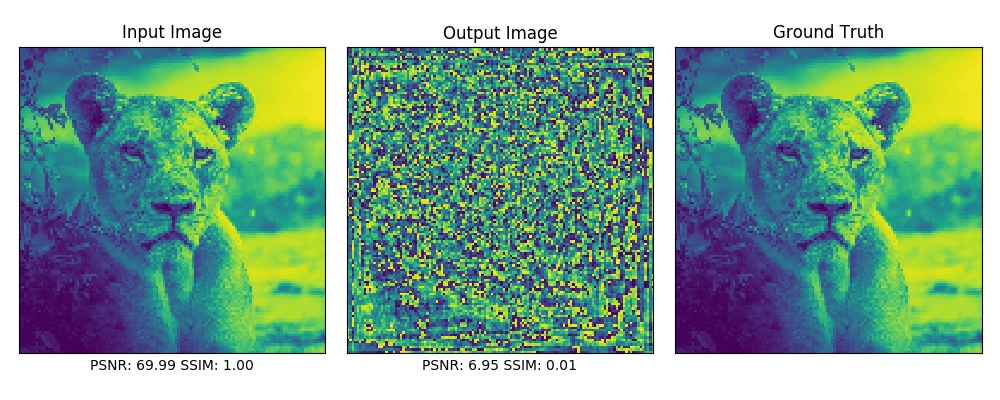 Input Image
Output Image
Ground Truth
PSNR: 69.99 SSIM: 1.00
PSNR: 6.95 SSIM: 0.01